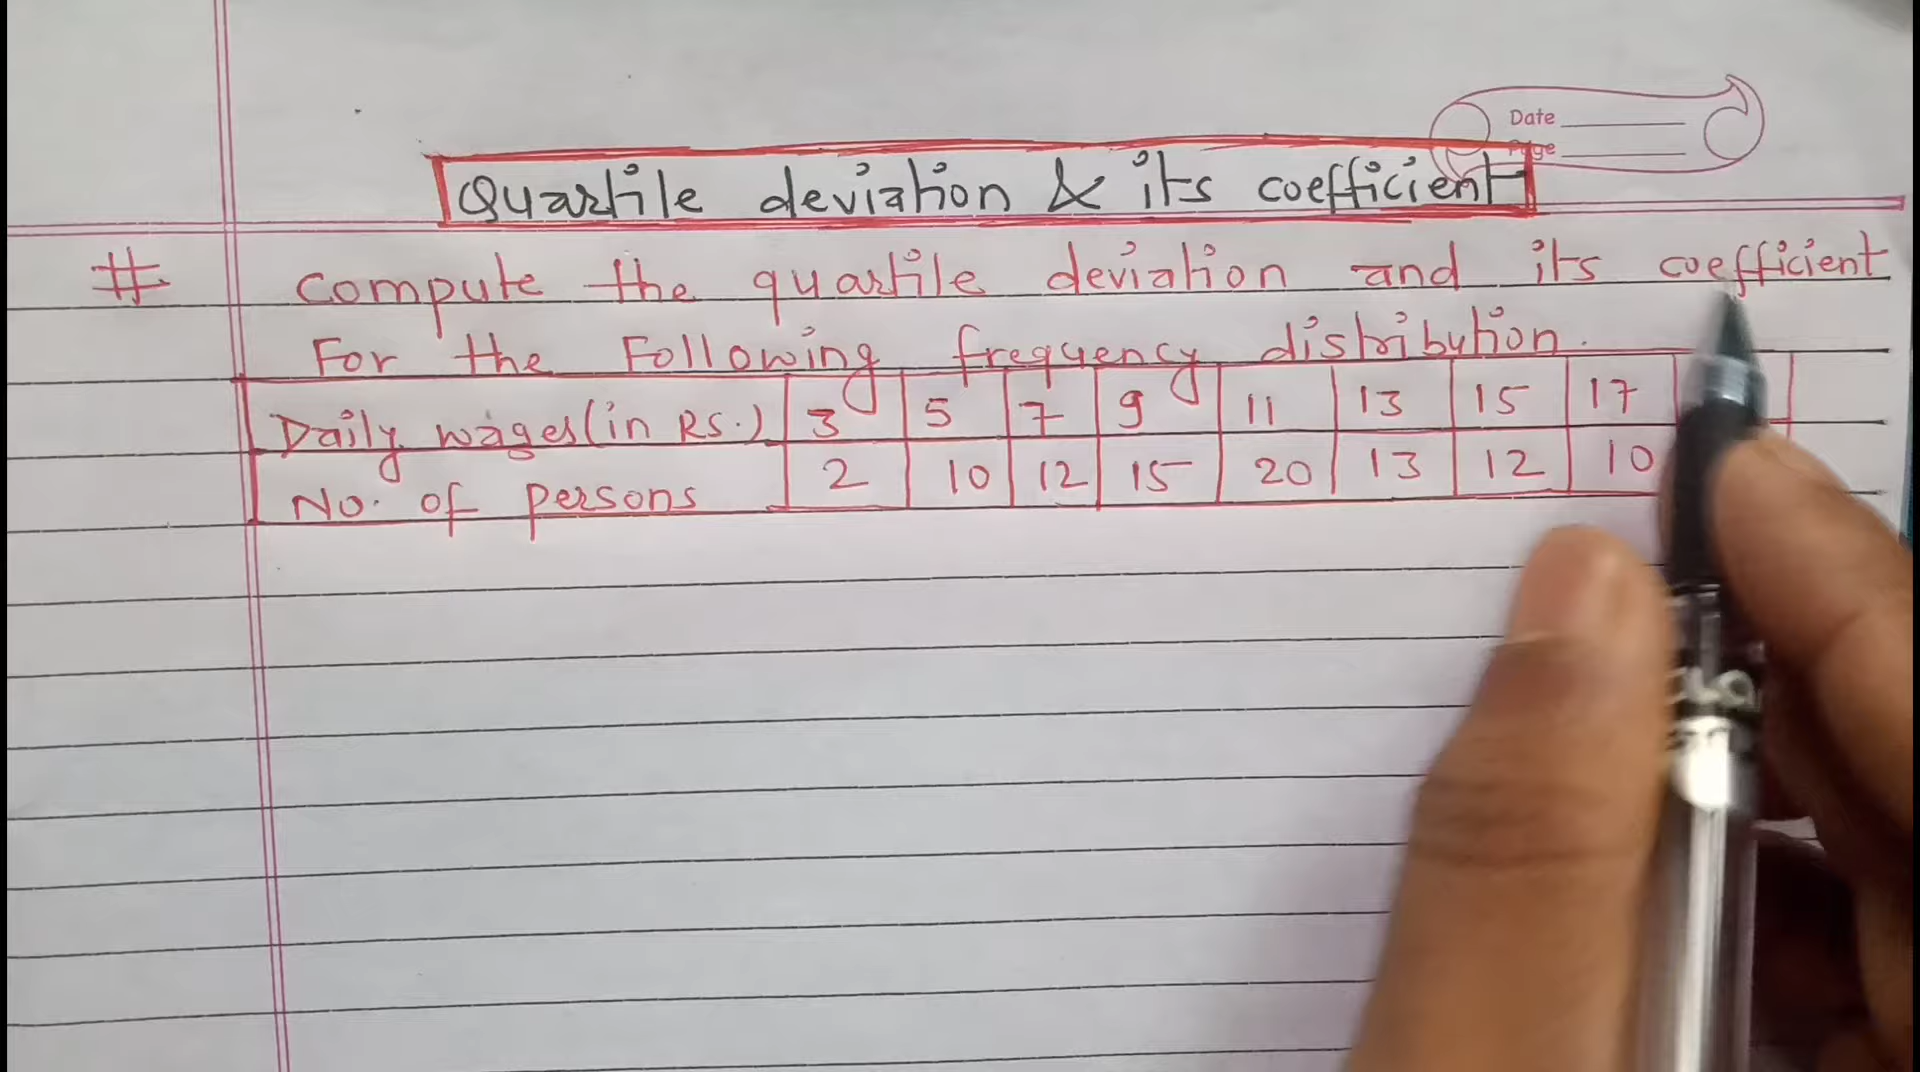 Date
Page
Quartile deviation & its coefficient
# Compute the quartile deviation and its coefficient
For the Following frequency distribution.
Daily wages (in RS.) 3 5 7 9 11 13 15 17
No. of persons 2 10 12 15 20 13 12 10